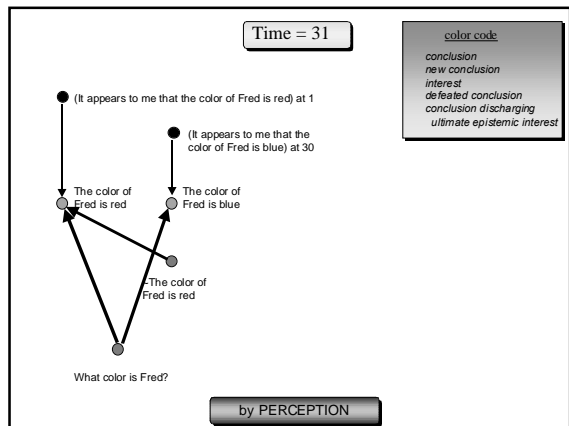 Time = 31
color code
conclusion
new conclusion
interest
defeated conclusion
conclusion discharging
ultimate epistemic interest
(It appears to me that the color of Fred is red) at 1
(It appears to me that the
color of Fred is blue) at 30
The color of
Fred is red
The color of
Fred is blue
~The color of
Fred is red
What color is Fred?
by PERCEPTION